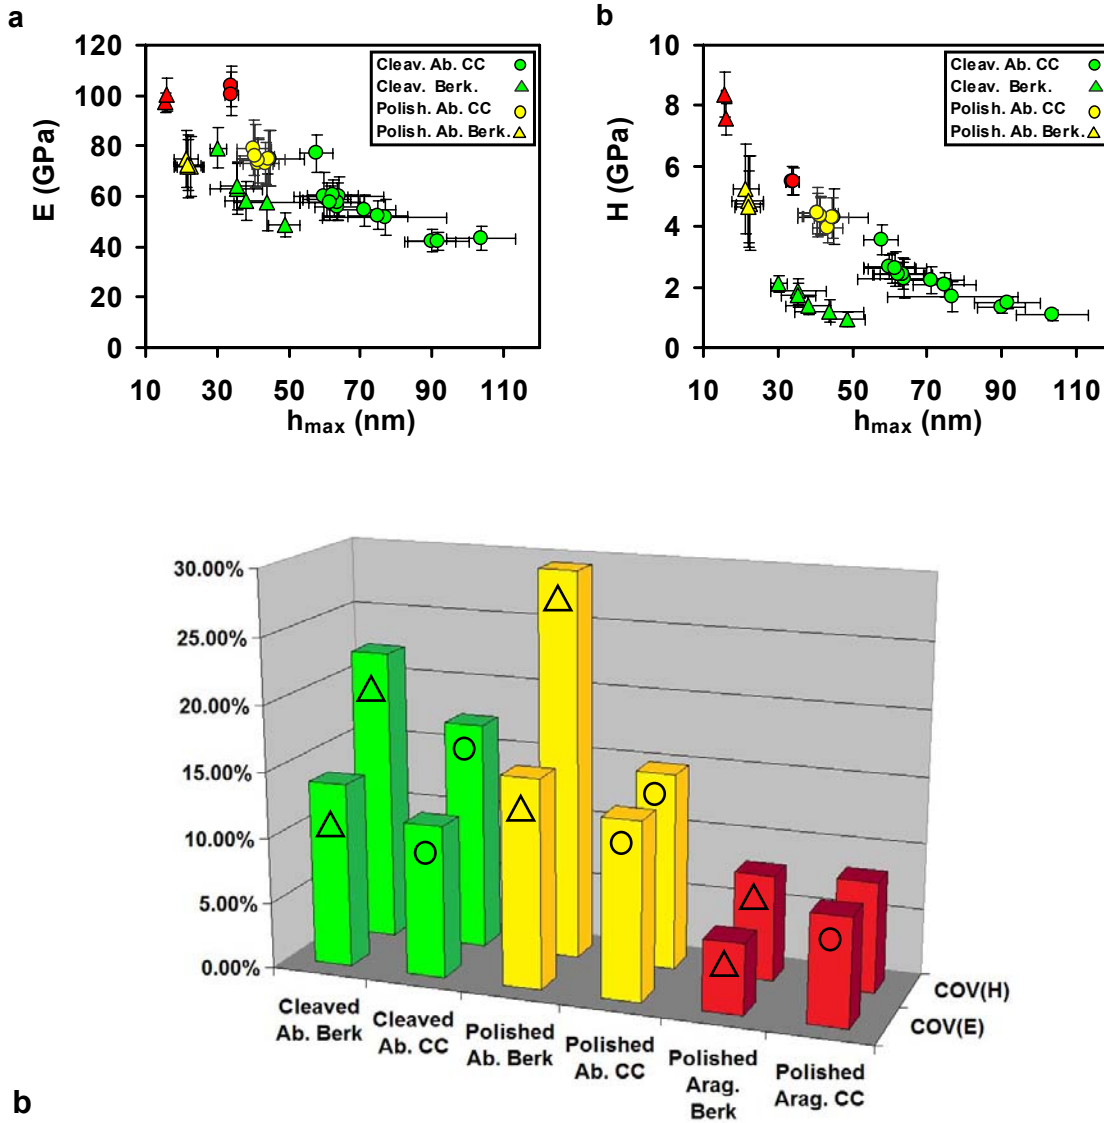 a
120
100
80
60
40
20
0
E (GPa)
10 30 50 70 90 110
hmax (nm)
Cleav. Ab. CC
Cleav. Berk.
Polish. Ab. CC
Polish. Ab. Berk.
b
10
8
6
4
2
0
H (GPa)
10 30 50 70 90 110
hmax (nm)
Cleav. Ab. CC
Cleav. Berk.
Polish. Ab. CC
Polish. Ab. Berk.
30.00%
25.00%
20.00%
15.00%
10.00%
5.00%
0.00%
Cleaved
Ab. Berk
Cleaved
Ab. CC
Polished
Ab. Berk
Polished
Ab. CC
Polished
Arag.
Berk
Polished
Arag. CC
COV(H)
COV(E)
b